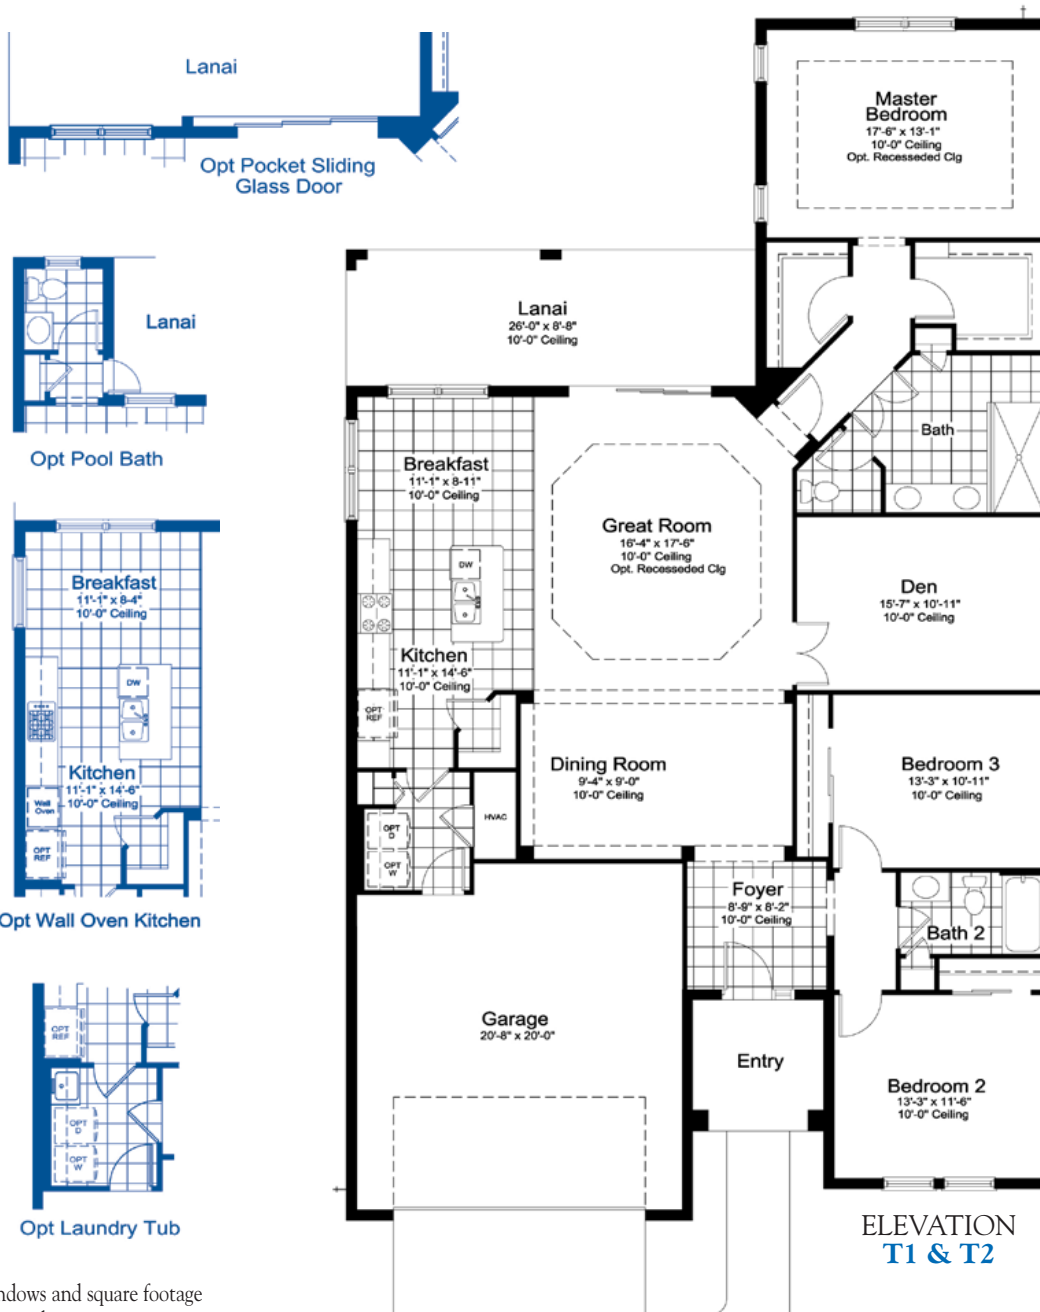 Lanai
Opt Pocket Sliding
Glass Door
Lanai
Opt Pool Bath
Breakfast
11'-1" x 8-4"
10'-0" Ceiling
DW
Kitchen
11'-1" x 14'-6"
10'-0" Ceiling
Wall
Oven
OPT
REF
Opt Wall Oven Kitchen
OPT
REF
OPT
D
OPT
W
Opt Laundry Tub
ndows and square footage
Master
Bedroom
17'-6" x 13'-1"
10'-0" Ceiling
Opt. Recesseded Clg
Lanai
26'-0" x 8'-8"
10'-0" Ceiling
Bath
Breakfast
11'-1" x 8-11"
10'-0" Ceiling
Great Room
16'-4" x 17'-6"
10'-0" Ceiling
Opt. Recesseded Clg
DW
Den
15'-7" x 10'-11"
10'-0" Ceiling
Kitchen
11'-1" x 14'-6"
10'-0" Ceiling
OPT
REF
Dining Room
9'-4" x 9'-0"
10'-0" Ceiling
Bedroom 3
13'-3" x 10'-11"
10'-0" Ceiling
HVAC
OPT
D
OPT
W
Foyer
8'-9" x 8'-2"
10'-0" Ceiling
Bath 2
Garage
20'-8" x 20'-0"
Entry
Bedroom 2
13'-3" x 11'-6"
10'-0" Ceiling
ELEVATION
T1 & T2